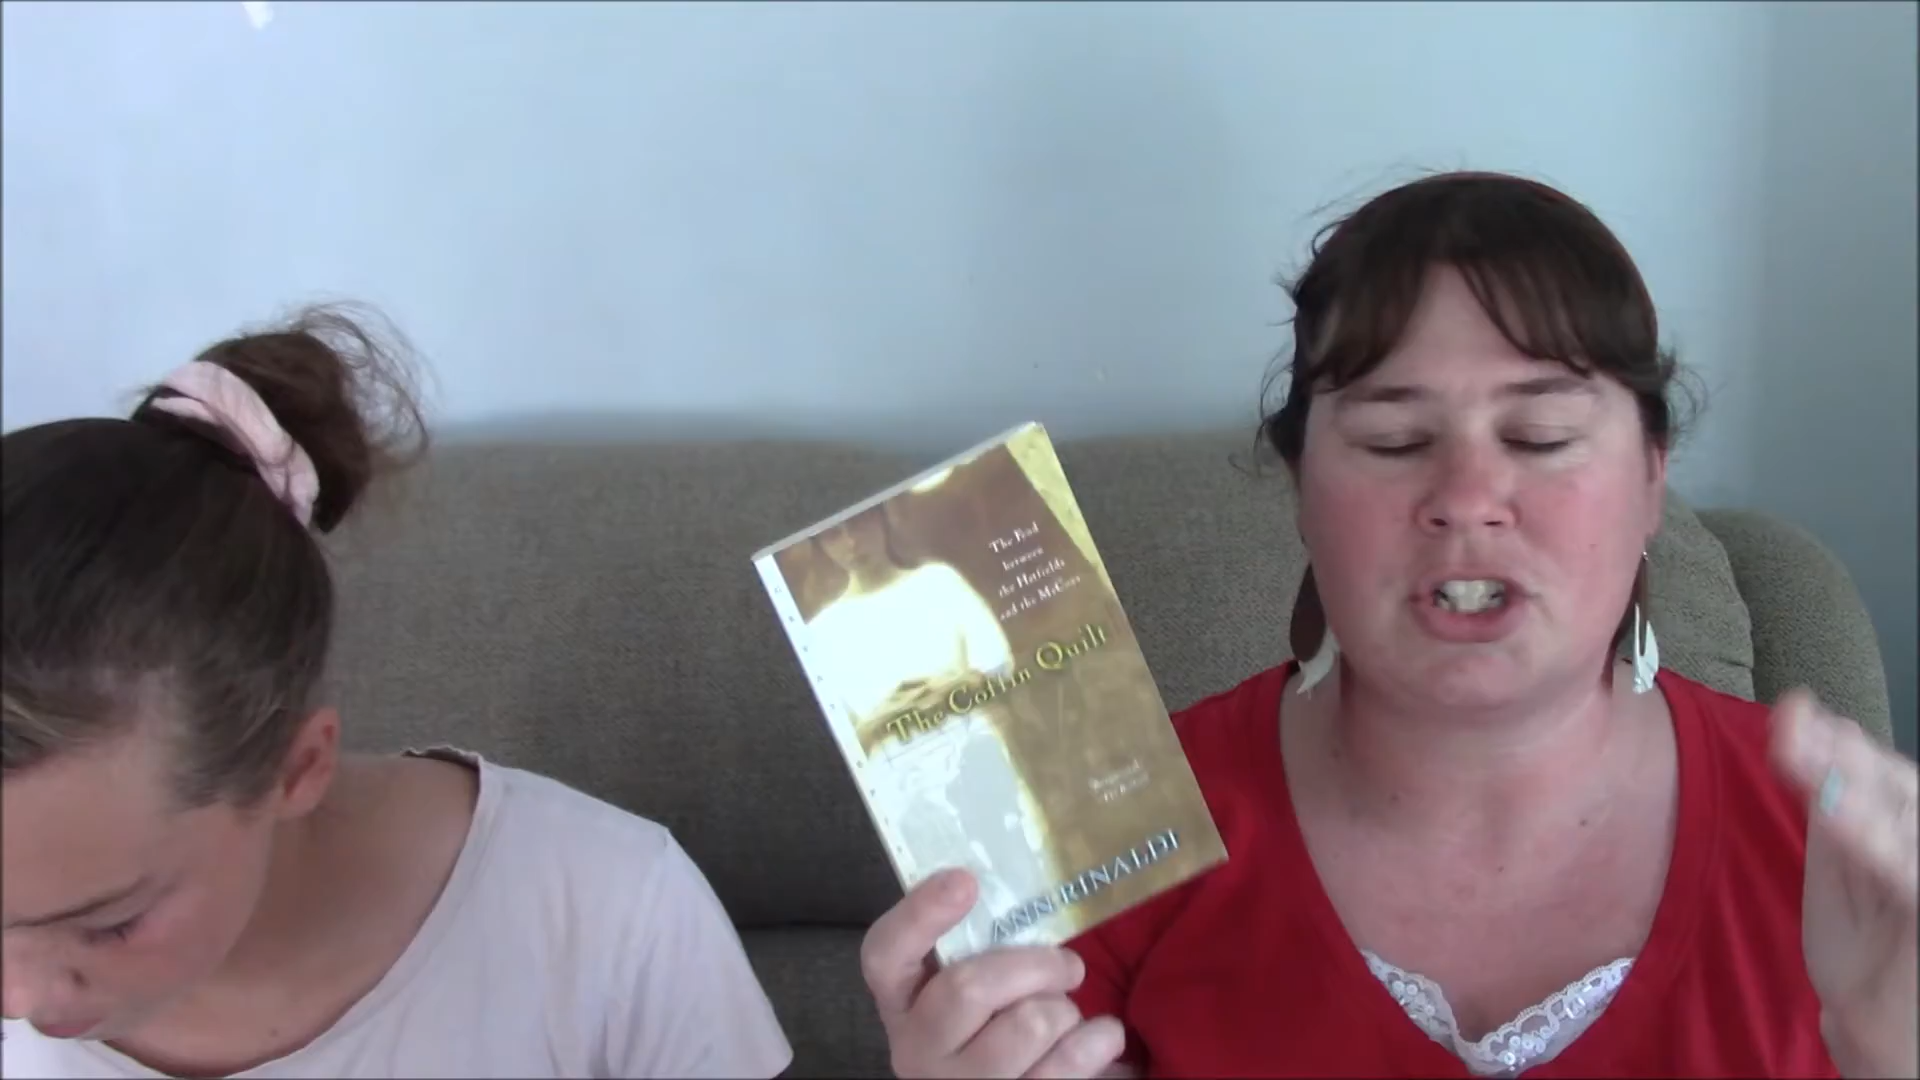 The Feud
between
the Hatfields
and the McCoys
The Coffin Quilt
ANN RINALDI